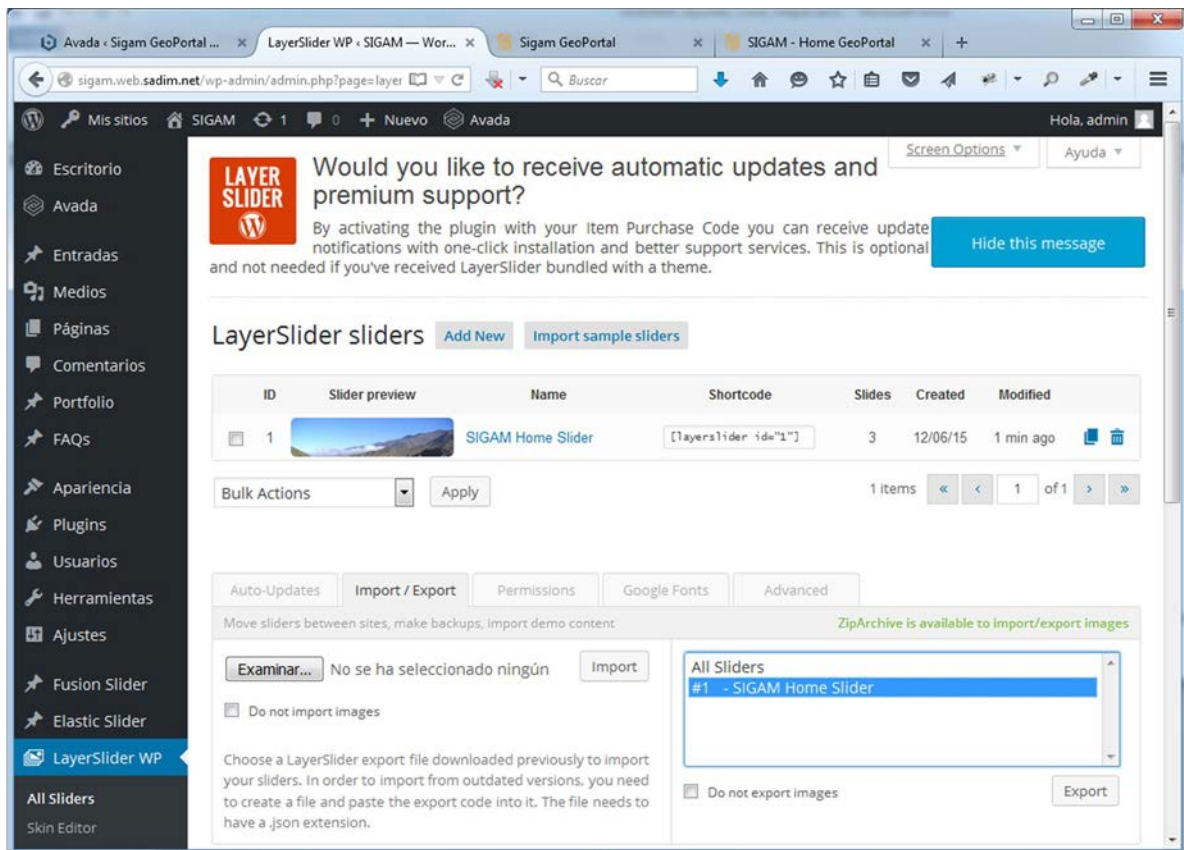 Avada ‹ Sigam GeoPortal ...
LayerSlider WP ‹ SIGAM — Wor...
Sigam GeoPortal
SIGAM - Home GeoPortal
sigam.web.sadim.net/wp-admin/admin.php?page=layer
Buscar
Mis sitios
SIGAM
1
0
Nuevo
Avada
Hola, admin
Escritorio
Avada
Entradas
Medios
Páginas
Comentarios
Portfolio
FAQs
Apariencia
Plugins
Usuarios
Herramientas
Ajustes
Fusion Slider
Elastic Slider
LayerSlider WP
All Sliders
Skin Editor
Screen Options
Ayuda
LAYER
SLIDER
Would you like to receive automatic updates and
premium support?
By activating the plugin with your Item Purchase Code you can receive update
notifications with one-click installation and better support services. This is optional
and not needed if you've received LayerSlider bundled with a theme.
Hide this message
LayerSlider sliders
Add New
Import sample sliders
ID Slider preview Name Shortcode Slides Created Modified
1 SIGAM Home Slider [layerslider id="1"] 3 12/06/15 1 min ago
Bulk Actions
Apply
1 items « ‹ 1 of 1 › »
Auto-Updates
Import / Export
Permissions
Google Fonts
Advanced
Move sliders between sites, make backups, import demo content
ZipArchive is available to import/export images
Examinar...
No se ha seleccionado ningún
Import
Do not import images
Choose a LayerSlider export file downloaded previously to import
your sliders. In order to import from outdated versions, you need
to create a file and paste the export code into it. The file needs to
have a .json extension.
All Sliders
#1 - SIGAM Home Slider
Do not export images
Export